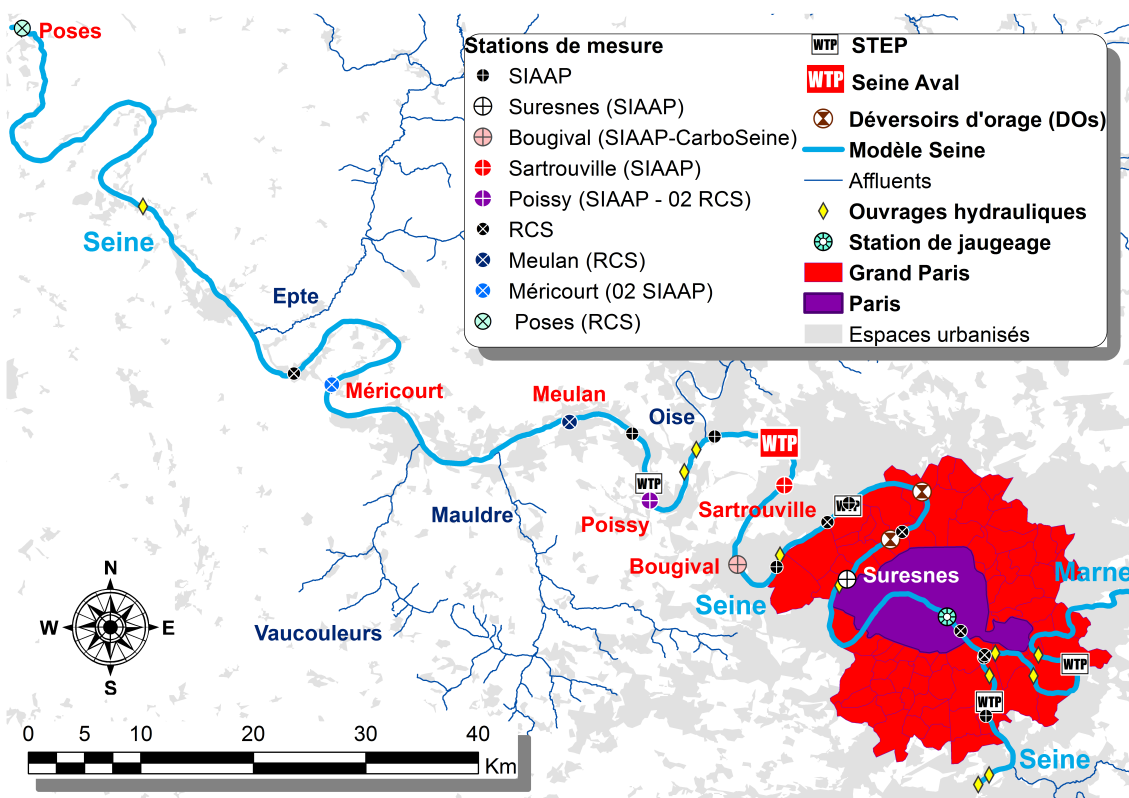 Poses
Stations de mesure
SIAAP
Suresnes (SIAAP)
Bougival (SIAAP-CarboSeine)
Sartrouville (SIAAP)
Poissy (SIAAP - 02 RCS)
RCS
Meulan (RCS)
Méricourt (02 SIAAP)
Poses (RCS)
WTP STEP
WTP Seine Aval
Déversoirs d'orage (DOs)
Modèle Seine
Affluents
Ouvrages hydrauliques
Station de jaugeage
Grand Paris
Paris
Espaces urbanisés
Seine
Epte
Méricourt
Meulan
Oise
WTP
WTP
Sartrouville
WTP
Mauldre
Poissy
Bougival
Suresnes
Marne
Seine
Vaucouleurs
N
W
E
S
WTP
WTP
Seine
0
5
10
20
30
40
Km